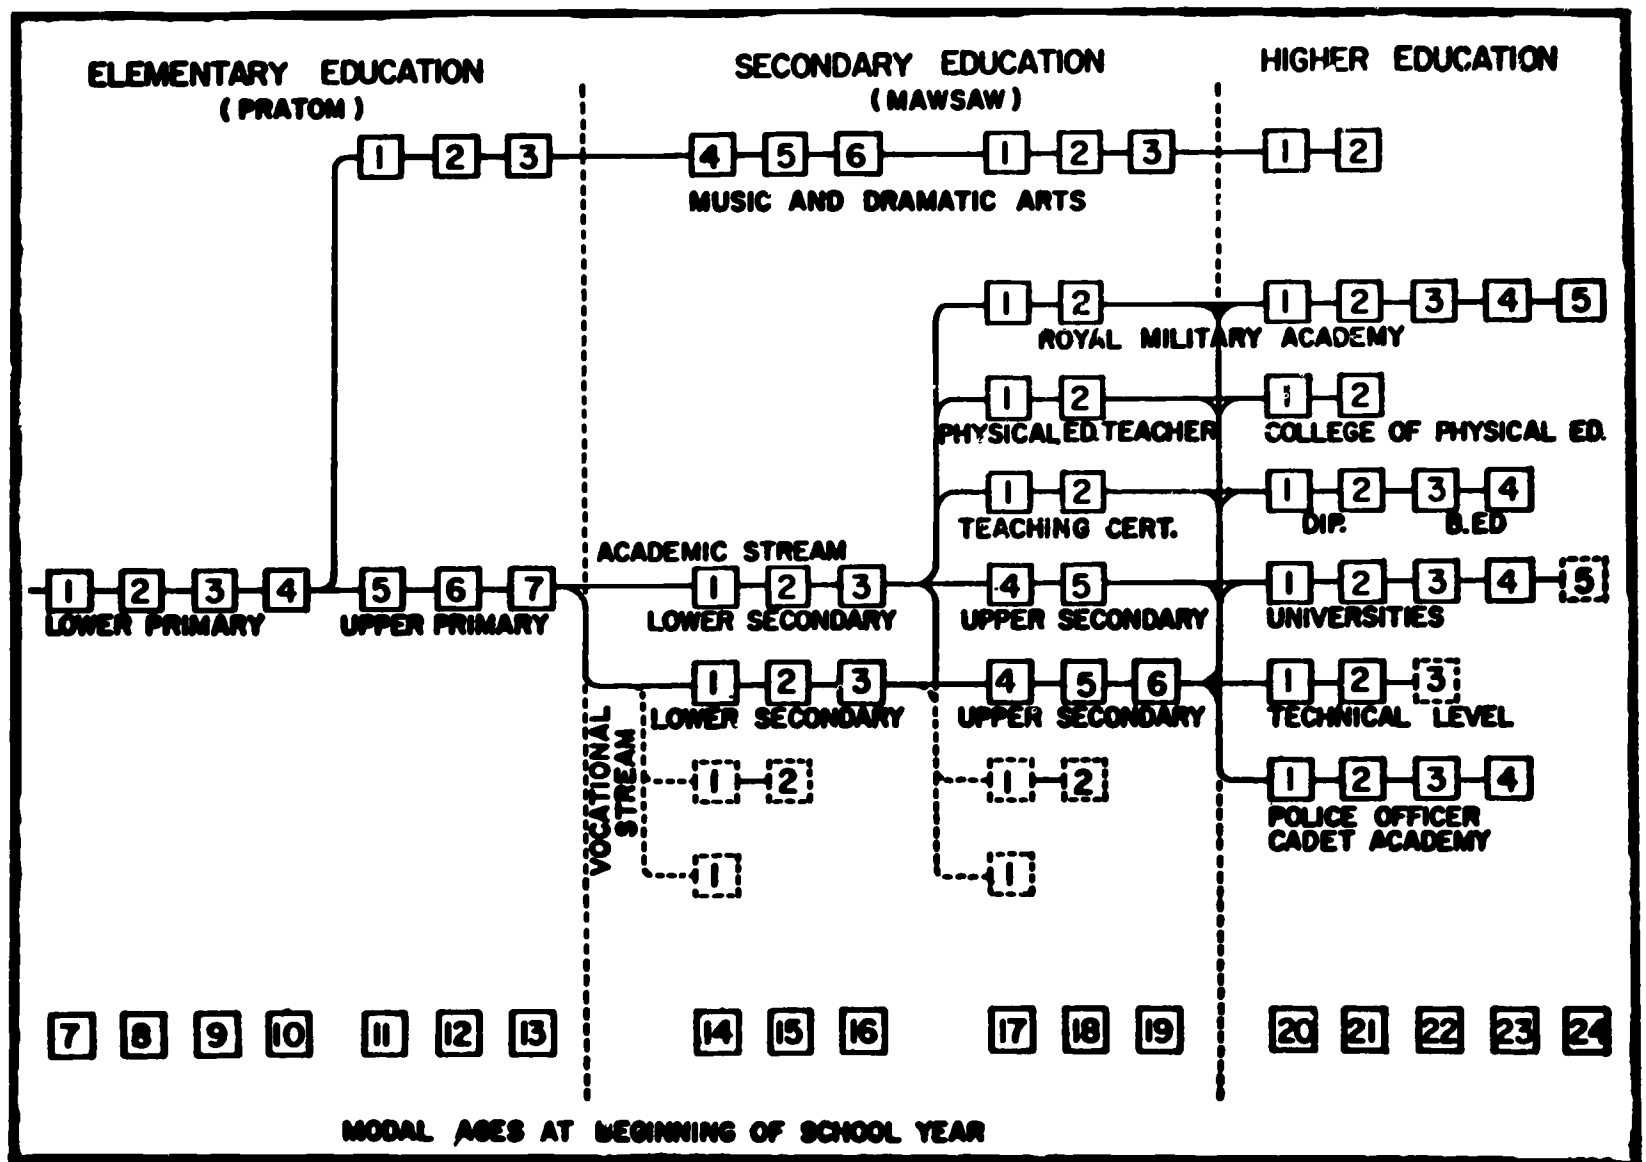 ELEMENTARY EDUCATION
(PRATOM)
SECONDARY EDUCATION
(MAWSAW)
HIGHER EDUCATION
1 2 3 4 5 6 1 2 3 1 2
MUSIC AND DRAMATIC ARTS
1 2 1 2 3 4 5
ROYAL MILITARY ACADEMY
1 2 1 2
PHYSICAL ED. TEACHER COLLEGE OF PHYSICAL ED.
1 2 1 2 3 4
TEACHING CERT. DIP. B.ED
ACADEMIC STREAM
1 2 3 4 5 6 7 1 2 3 4 5 1 2 3 4 5
LOWER PRIMARY UPPER PRIMARY LOWER SECONDARY UPPER SECONDARY UNIVERSITIES
1 2 3 4 5 6 1 2 3
LOWER SECONDARY UPPER SECONDARY TECHNICAL LEVEL
VOCATIONAL
STREAM
1 2 1 2 1 2 3 4
POLICE OFFICER
CADET ACADEMY
1 1
7 8 9 10 11 12 13 14 15 16 17 18 19 20 21 22 23 24
MODAL AGES AT BEGINNING OF SCHOOL YEAR